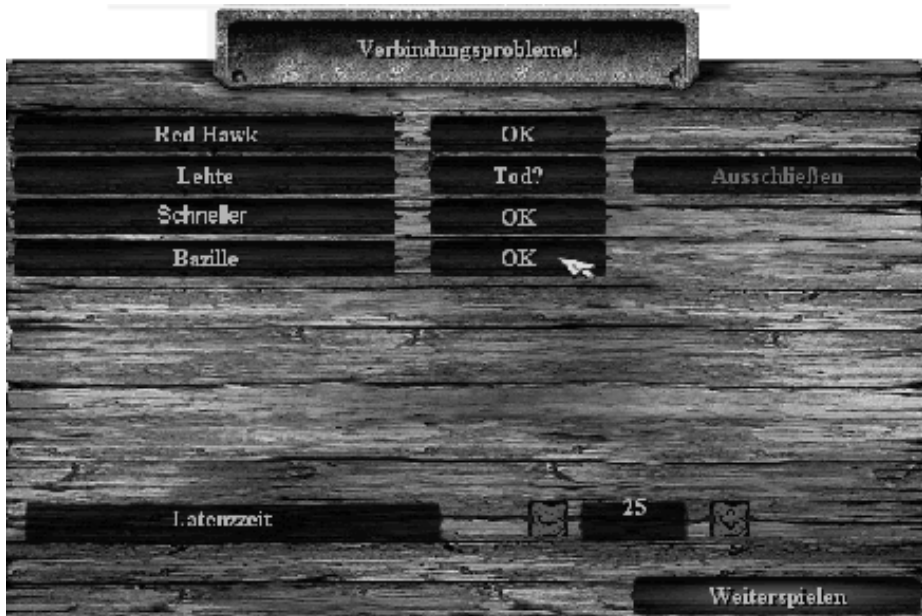 Verbindungsprobleme!
Red Hawk OK
Lehte Tod? Ausschließen
Schneller OK
Bazille OK
Latenzzeit 25
Weiterspielen